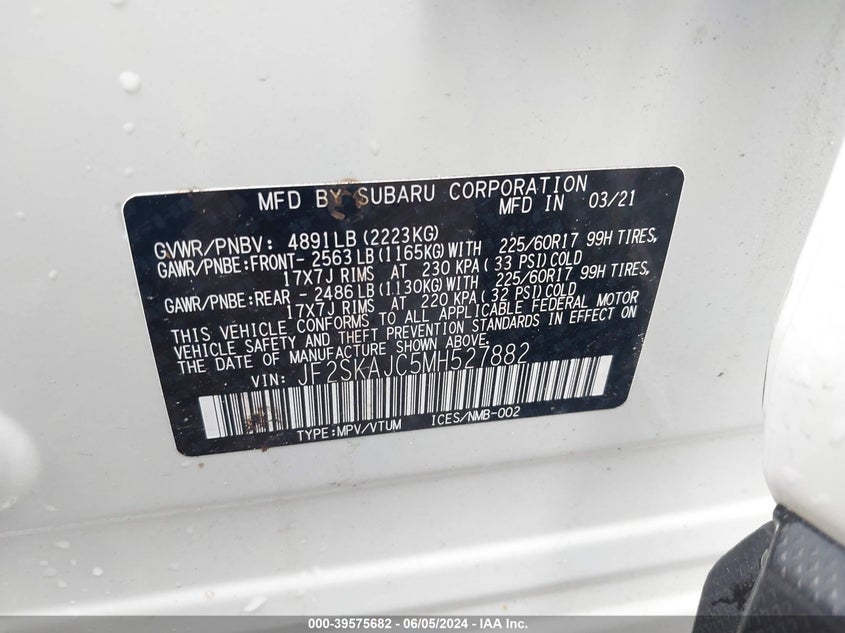 MFD BY SUBARU CORPORATION
MFD IN 03/21
GVWR/PNBV: 4891LB(2223KG)
GAWR/PNBE:FRONT- 2563LB(1165KG)WITH 225/60R17 99H TIRES,
17X7J RIMS AT 230 KPA(33 PSI)COLD
GAWR/PNBE:REAR - 2486LB(1130KG)WITH 225/60R17 99H TIRES,
17X7J RIMS AT 220 KPA(32 PSI)COLD
THIS VEHICLE CONFORMS TO ALL APPLICABLE FEDERAL MOTOR
VEHICLE SAFETY AND THEFT PREVENTION STANDARDS IN EFFECT ON
THE DATE OF MANUFACTURE SHOWN ABOVE.
VIN: JF2SKAJC5MH527882
TYPE:MPV/VTUM ICES/NMB-002
000-39575682 - 06/05/2024 - IAA Inc.